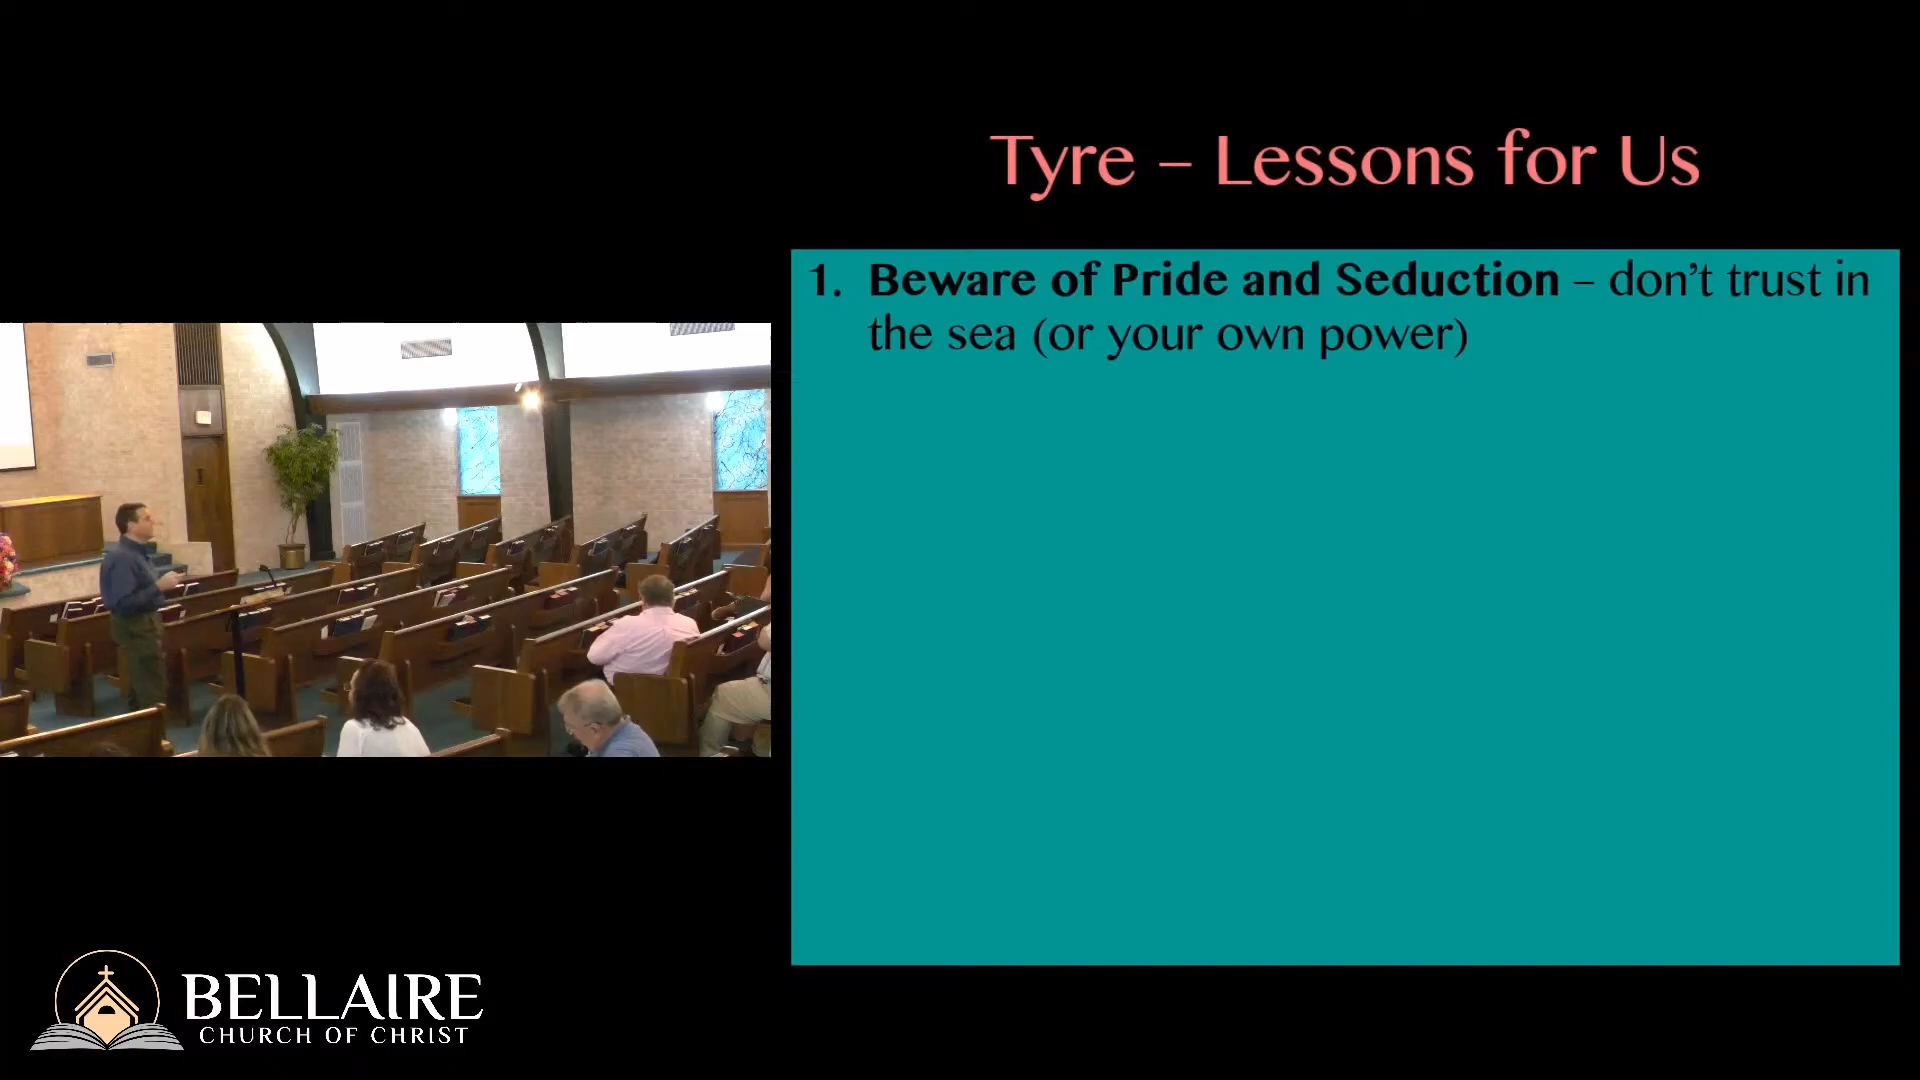 Tyre – Lessons for Us
1. Beware of Pride and Seduction – don’t trust in
the sea (or your own power)
BELLAIRE
CHURCH OF CHRIST